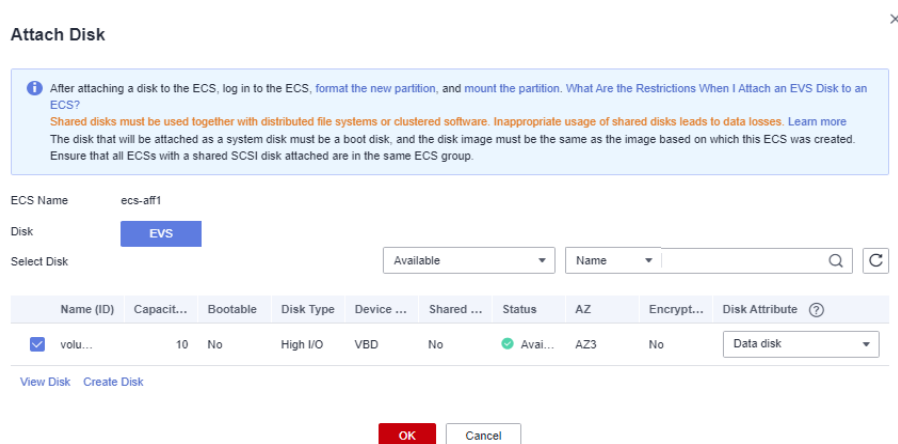 Attach Disk
After attaching a disk to the ECS, log in to the ECS, format the new partition, and mount the partition. What Are the Restrictions When I Attach an EVS Disk to an
ECS?
Shared disks must be used together with distributed file systems or clustered software. Inappropriate usage of shared disks leads to data losses. Learn more
The disk that will be attached as a system disk must be a boot disk, and the disk image must be the same as the image based on which this ECS was created.
Ensure that all ECSs with a shared SCSI disk attached are in the same ECS group.
ECS Name ecs-aff1
Disk EVS
Select Disk Available Name
Name (ID) Capacit... Bootable Disk Type Device ... Shared ... Status AZ Encrypt... Disk Attribute ?
volu... 10 No High I/O VBD No Avai... AZ3 No Data disk
View Disk Create Disk
OK Cancel